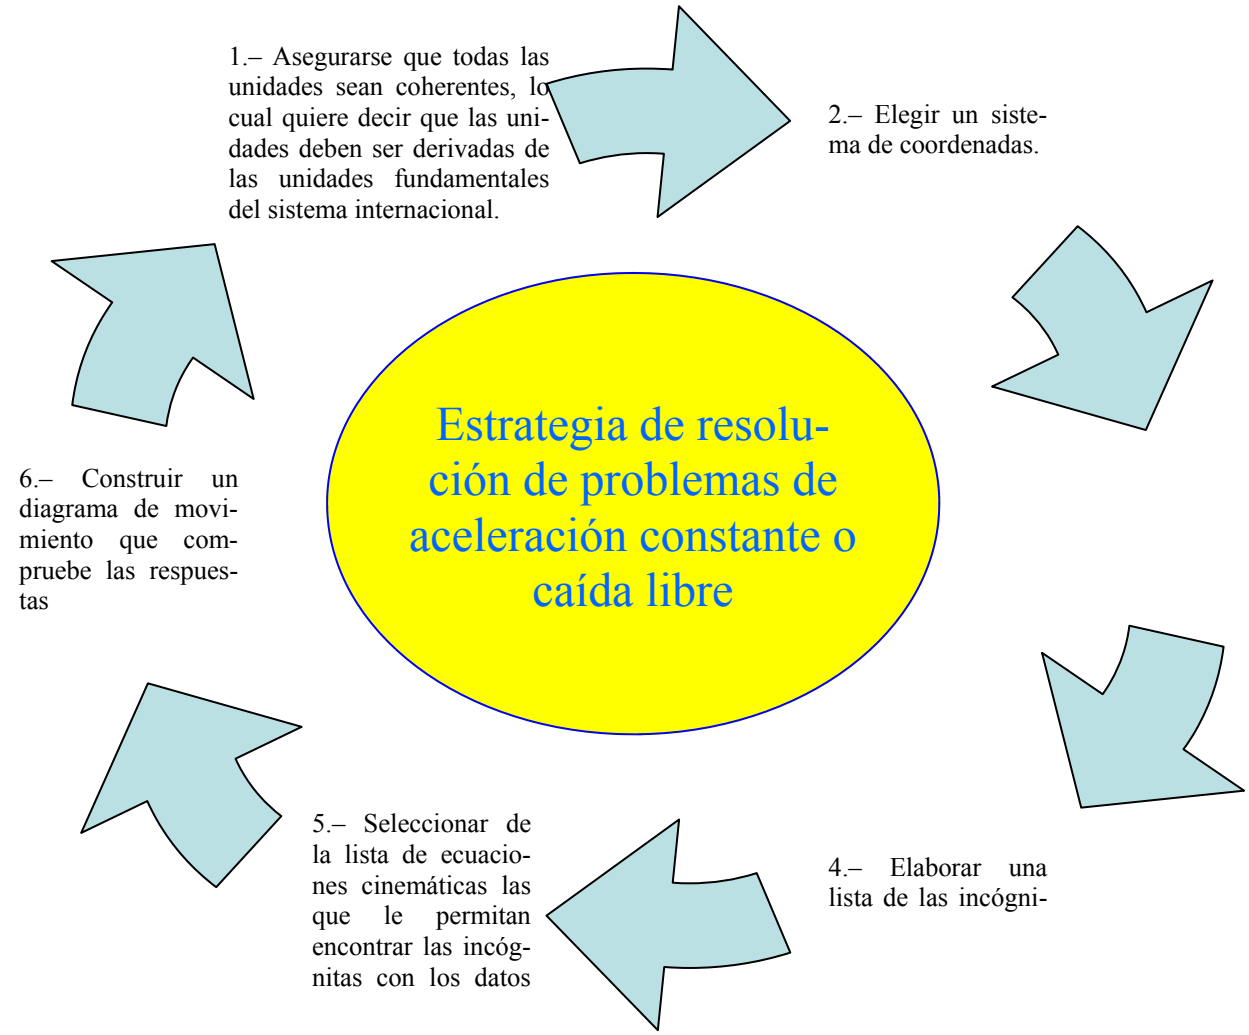 1.– Asegurarse que todas las
unidades sean coherentes, lo
cual quiere decir que las uni-
dades deben ser derivadas de
las unidades fundamentales
del sistema internacional.
2.– Elegir un siste-
ma de coordenadas.
Estrategia de resolu-
ción de problemas de
aceleración constante o
caída libre
4.– Elaborar una
lista de las incógni-
5.– Seleccionar de
la lista de ecuacio-
nes cinemáticas las
que le permitan
encontrar las incóg-
nitas con los datos
6.– Construir un
diagrama de movi-
miento que com-
pruebe las respues-
tas